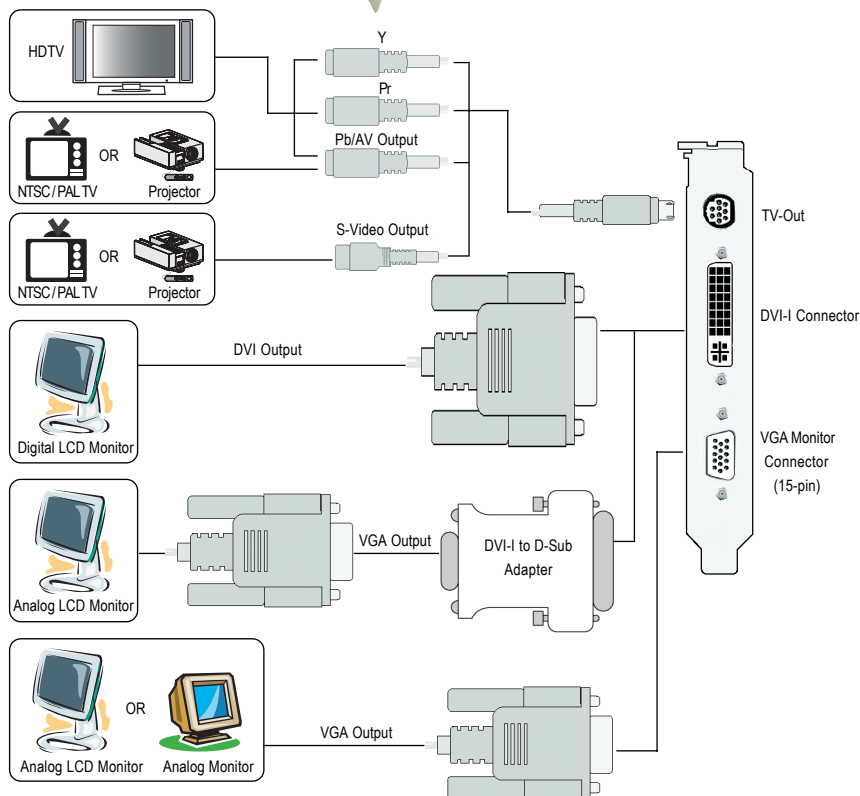 HDTV
Y
Pr
Pb/AV Output
OR
NTSC/PAL TV Projector
S-Video Output
OR
NTSC/PAL TV Projector
TV-Out
DVI-I Connector
DVI Output
Digital LCD Monitor
VGA Monitor
Connector
(15-pin)
VGA Output
DVI-I to D-Sub
Adapter
Analog LCD Monitor
OR
VGA Output
Analog LCD Monitor Analog Monitor